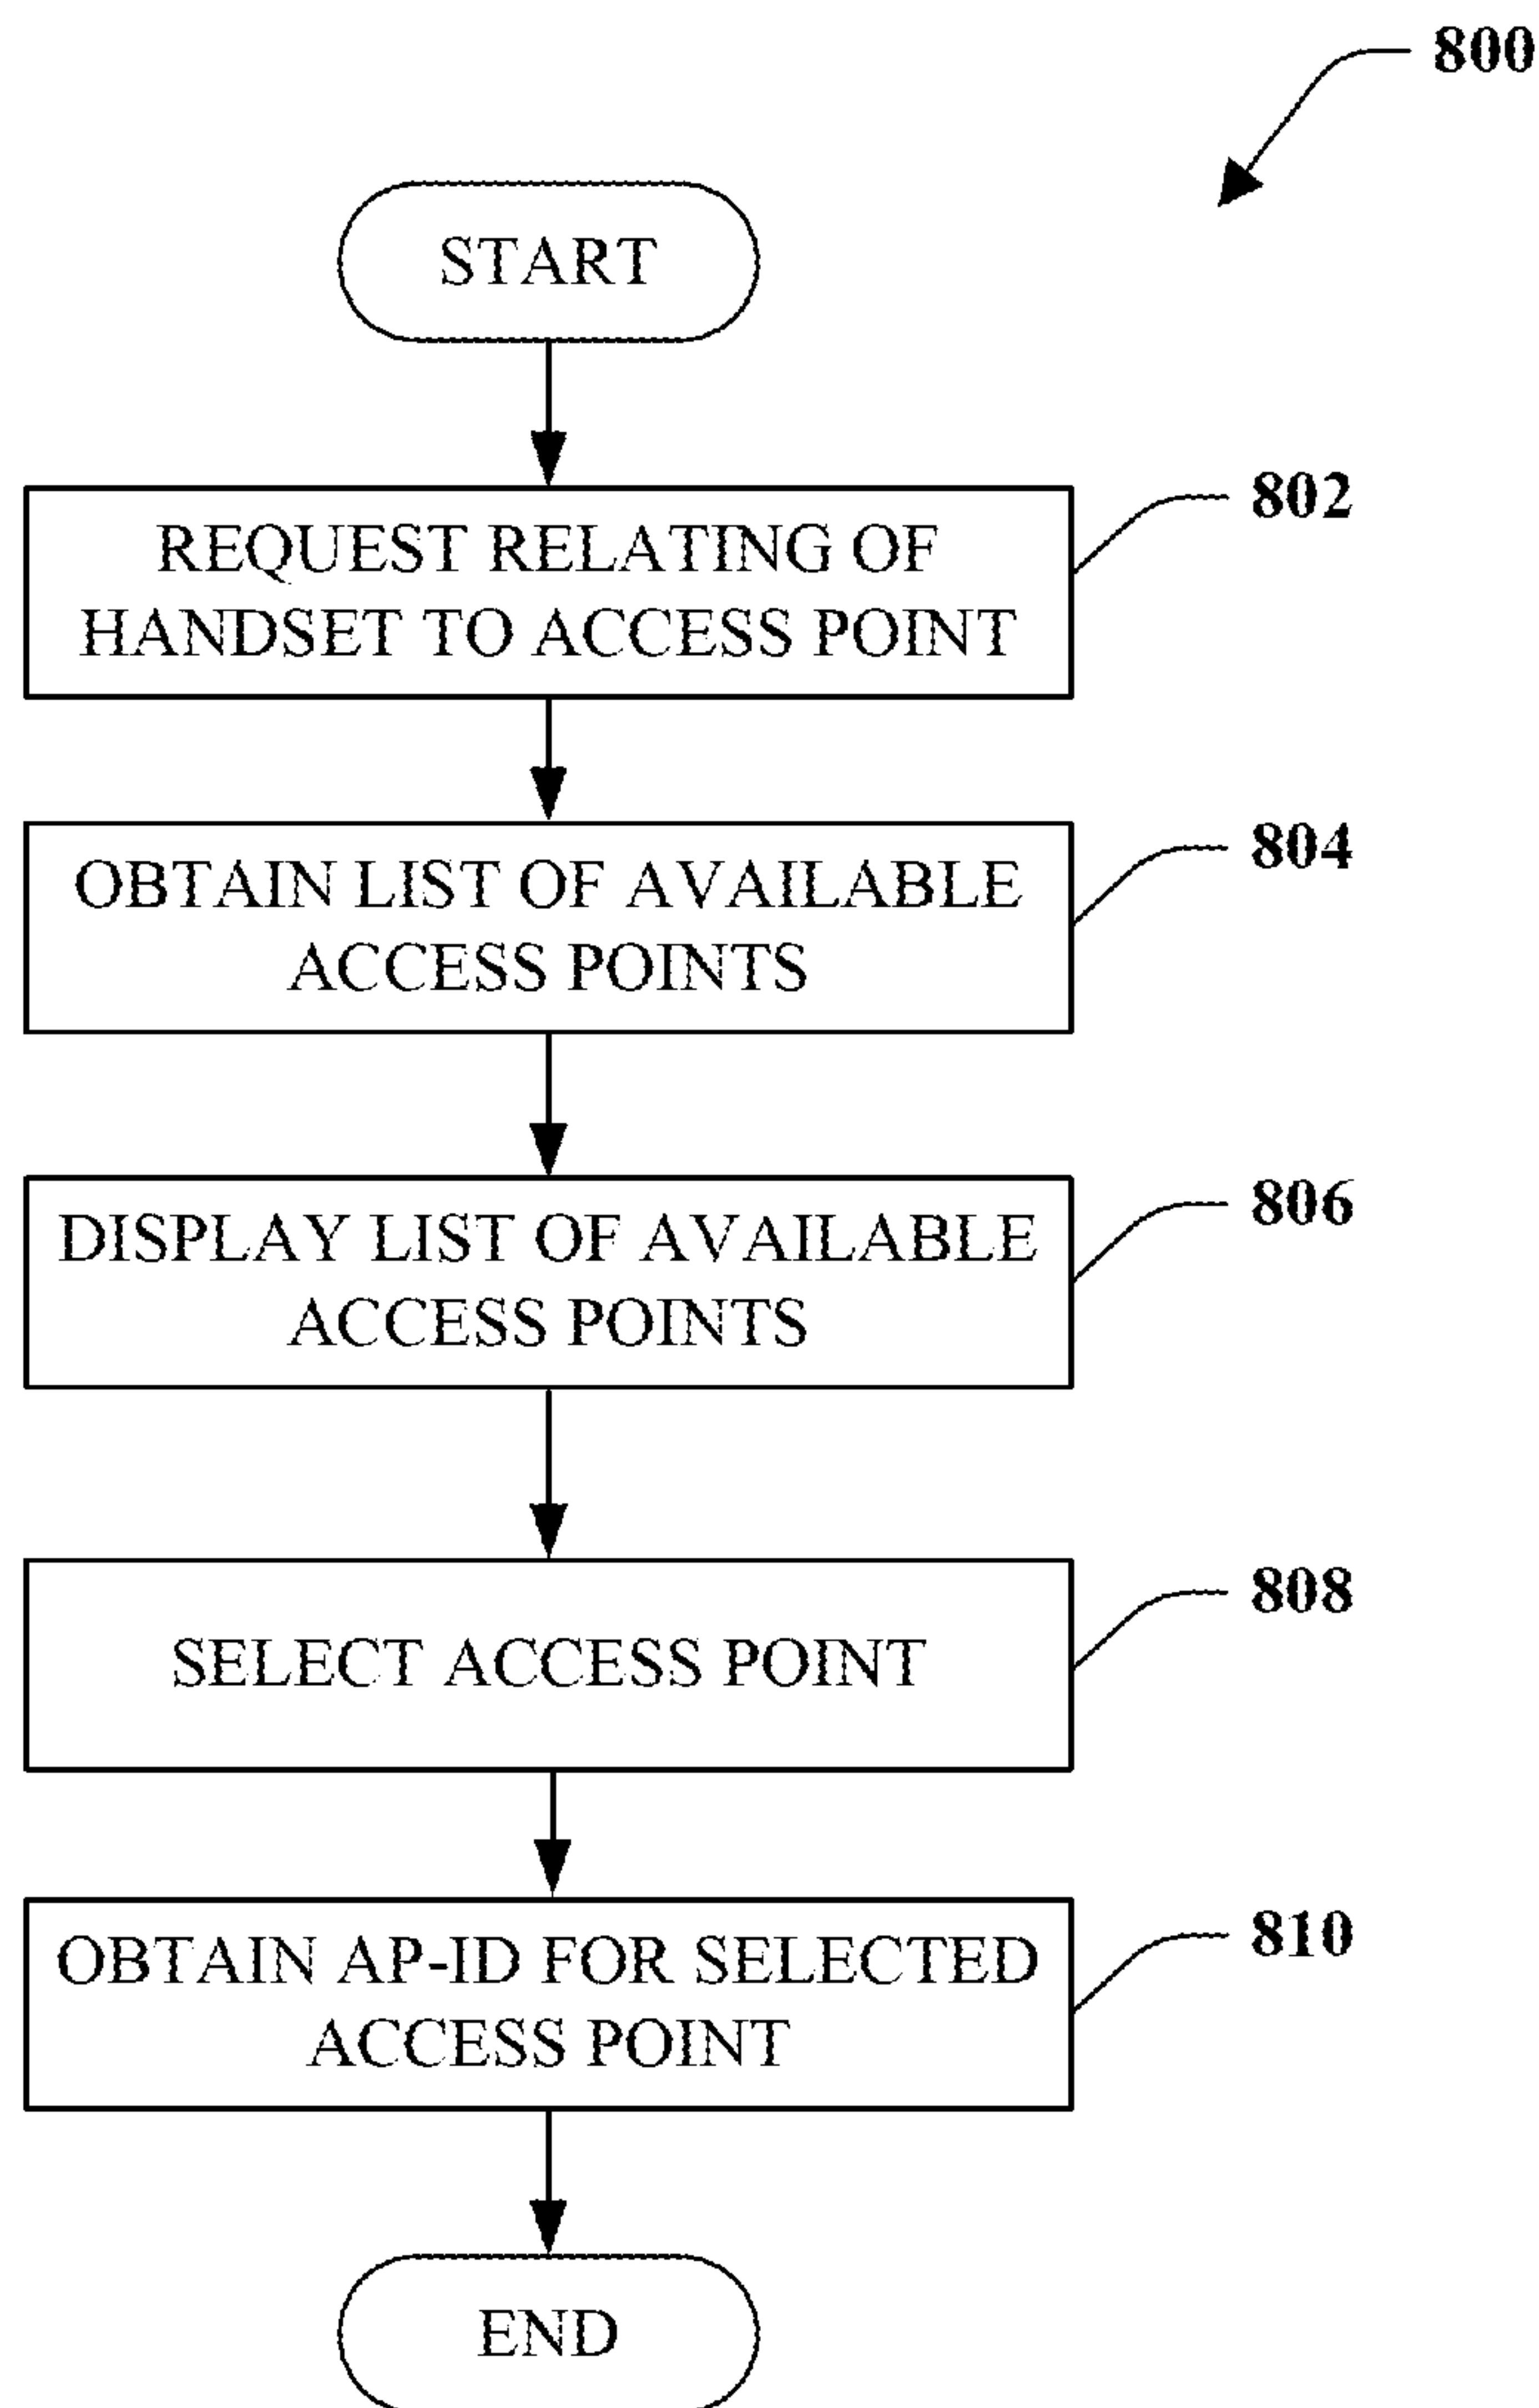 800
START
REQUEST RELATING OF
HANDSET TO ACCESS POINT
802
OBTAIN LIST OF AVAILABLE
ACCESS POINTS
804
DISPLAY LIST OF AVAILABLE
ACCESS POINTS
806
SELECT ACCESS POINT
808
OBTAIN AP-ID FOR SELECTED
ACCESS POINT
810
END